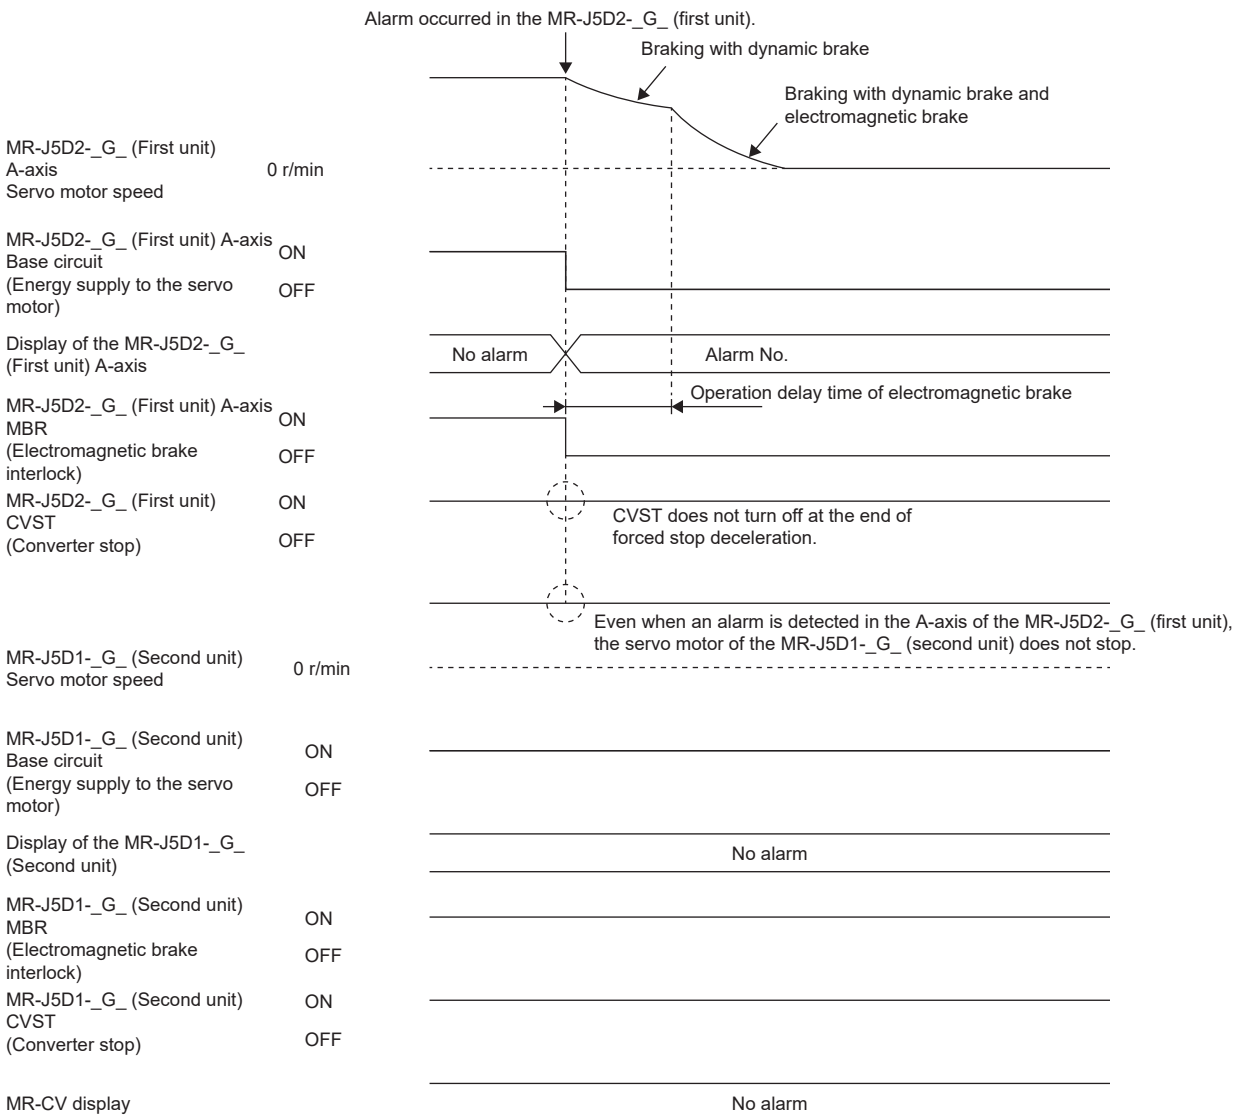 Alarm occurred in the MR-J5D2-_G_ (first unit).
Braking with dynamic brake
Braking with dynamic brake and
electromagnetic brake
MR-J5D2-_G_ (First unit)
A-axis
Servo motor speed
0 r/min
MR-J5D2-_G_ (First unit) A-axis
Base circuit
(Energy supply to the servo
motor)
ON
OFF
Display of the MR-J5D2-_G_
(First unit) A-axis
No alarm
Alarm No.
Operation delay time of electromagnetic brake
MR-J5D2-_G_ (First unit) A-axis
MBR
(Electromagnetic brake
interlock)
ON
OFF
MR-J5D2-_G_ (First unit)
CVST
(Converter stop)
ON
OFF
CVST does not turn off at the end of
forced stop deceleration.
Even when an alarm is detected in the A-axis of the MR-J5D2-_G_ (first unit),
the servo motor of the MR-J5D1-_G_ (second unit) does not stop.
MR-J5D1-_G_ (Second unit)
Servo motor speed
0 r/min
MR-J5D1-_G_ (Second unit)
Base circuit
(Energy supply to the servo
motor)
ON
OFF
Display of the MR-J5D1-_G_
(Second unit)
No alarm
MR-J5D1-_G_ (Second unit)
MBR
(Electromagnetic brake
interlock)
ON
OFF
MR-J5D1-_G_ (Second unit)
CVST
(Converter stop)
ON
OFF
MR-CV display
No alarm